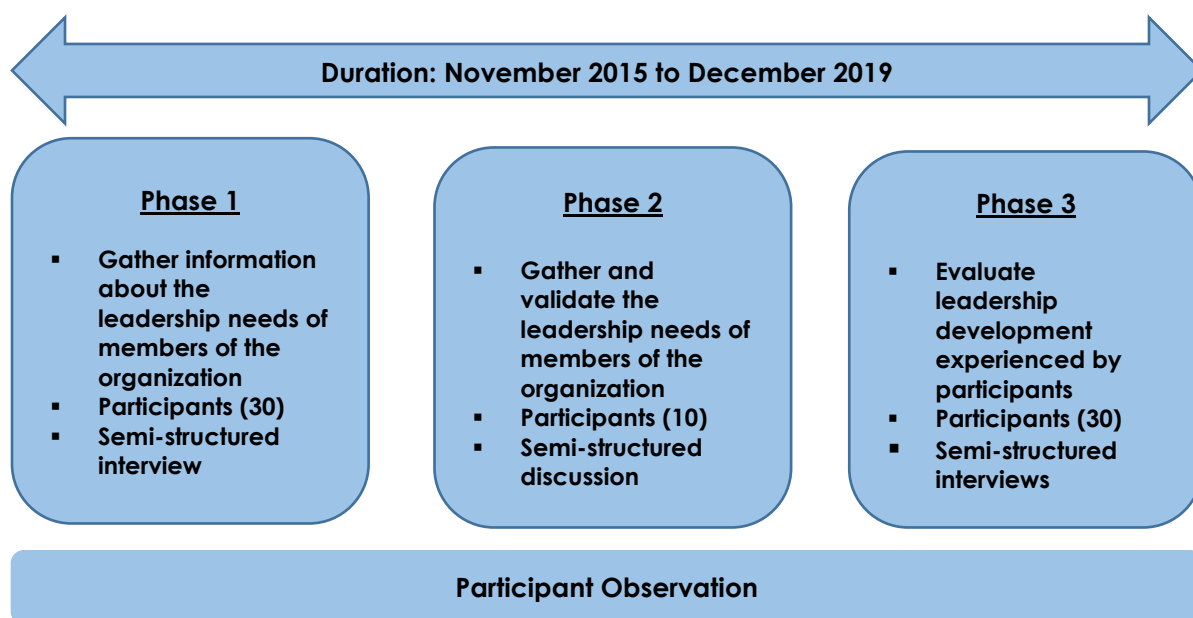 Duration: November 2015 to December 2019
Phase 1
▪ Gather information
about the
leadership needs of
members of the
organization
▪ Participants (30)
▪ Semi-structured
interview
Phase 2
▪ Gather and
validate the
leadership needs of
members of the
organization
▪ Participants (10)
▪ Semi-structured
discussion
Phase 3
▪ Evaluate
leadership
development
experienced by
participants
▪ Participants (30)
▪ Semi-structured
interviews
Participant Observation